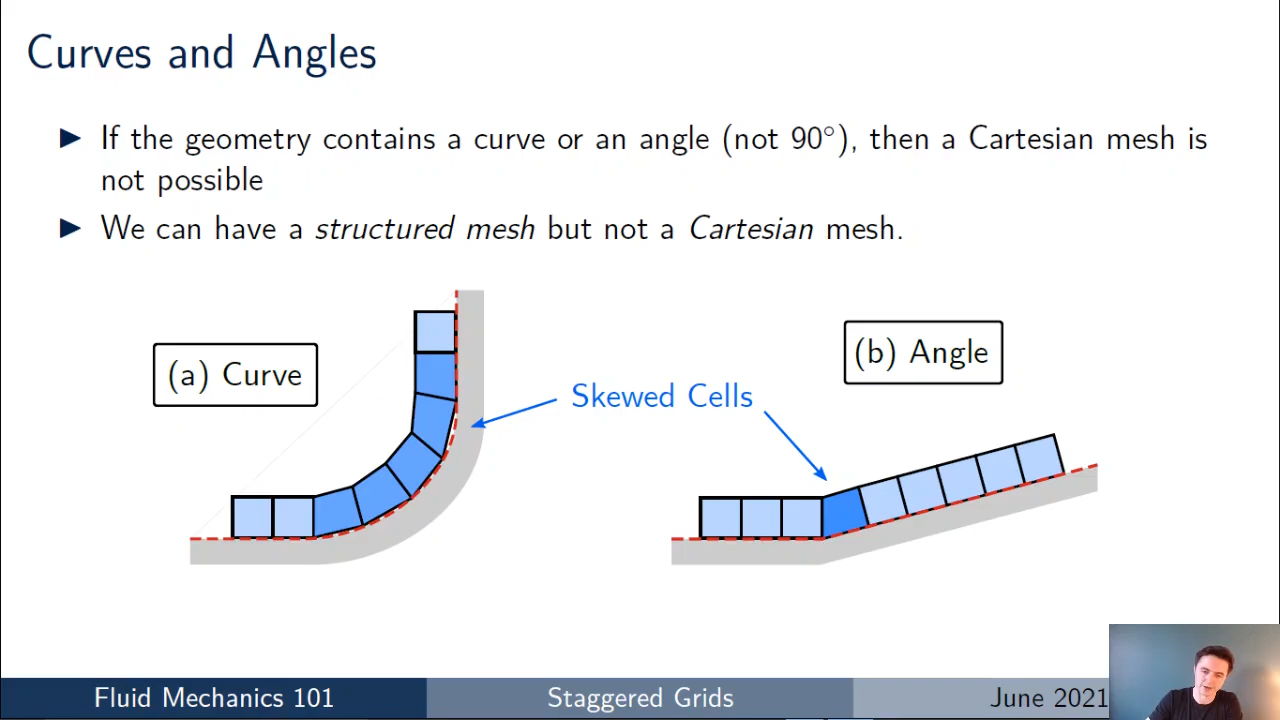 Curves and Angles
▶ If the geometry contains a curve or an angle (not 90°), then a Cartesian mesh is
not possible
▶ We can have a structured mesh but not a Cartesian mesh.
(a) Curve
Skewed Cells
(b) Angle
Fluid Mechanics 101
Staggered Grids
June 2021